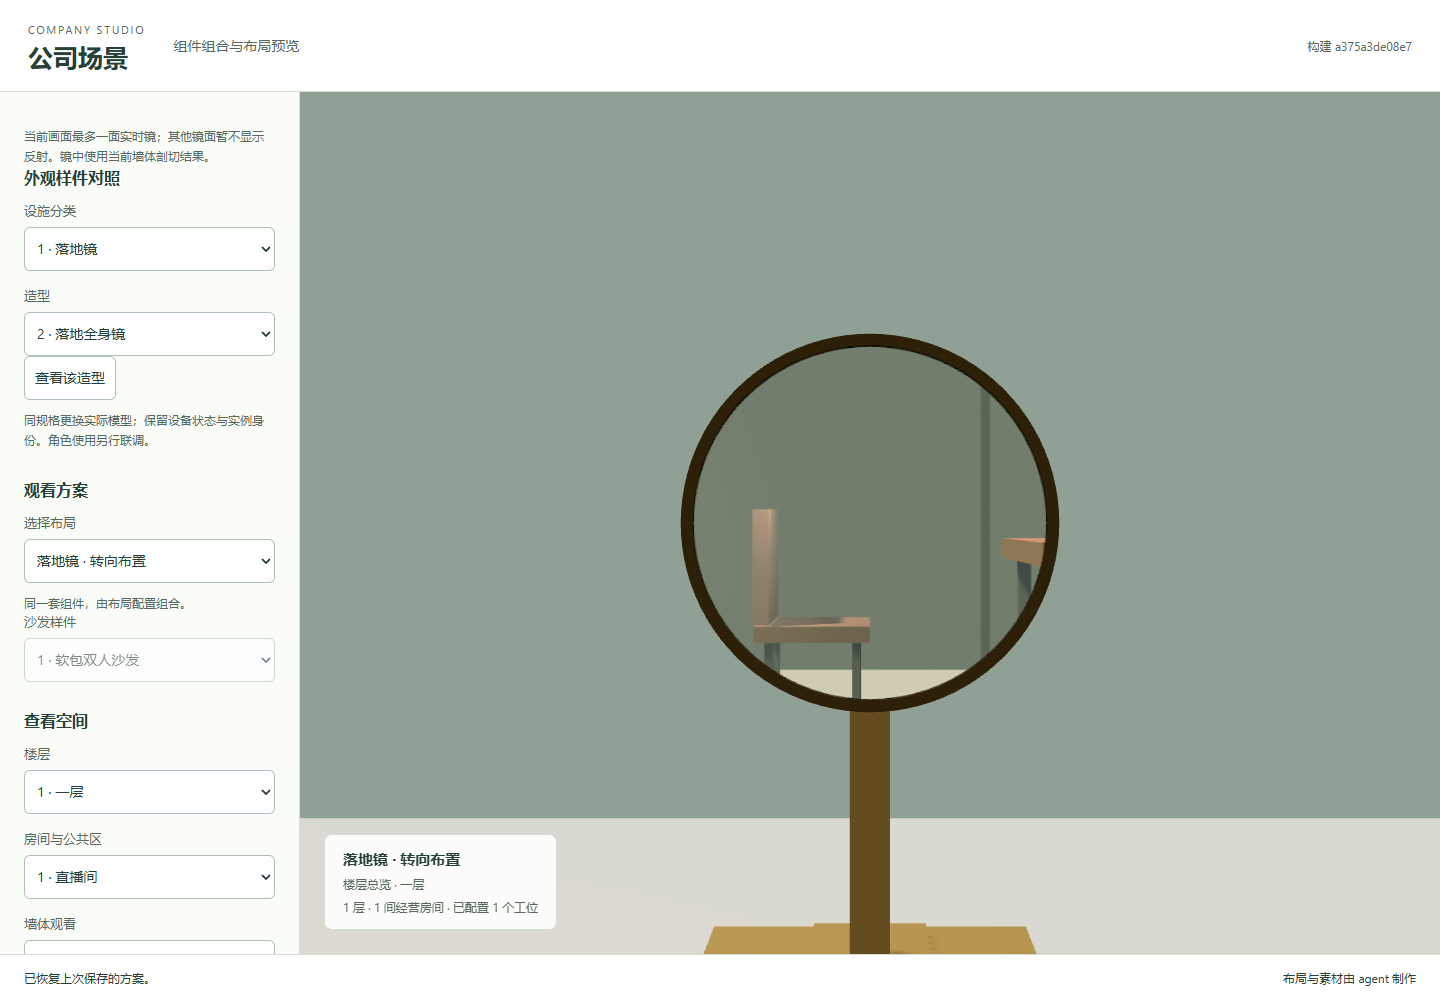 COMPANY STUDIO
公司场景
组件组合与布局预览
构建 a375a3de08e7
当前画面最多一面实时镜；其他镜面暂不显示
反射。镜中使用当前墙体剖切结果。
外观样件对照
设施分类
1 · 落地镜
造型
2 · 落地全身镜
查看该造型
同规格更换实际模型；保留设备状态与实例身
份。角色使用另行联调。
观看方案
选择布局
落地镜 · 转向布置
同一套组件，由布局配置组合。
沙发样件
1 · 软包双人沙发
查看空间
楼层
1 · 一层
房间与公共区
1 · 直播间
墙体观看
落地镜 · 转向布置
楼层总览 · 一层
1 层 · 1 间经营房间 · 已配置 1 个工位
已恢复上次保存的方案。
布局与素材由 agent 制作